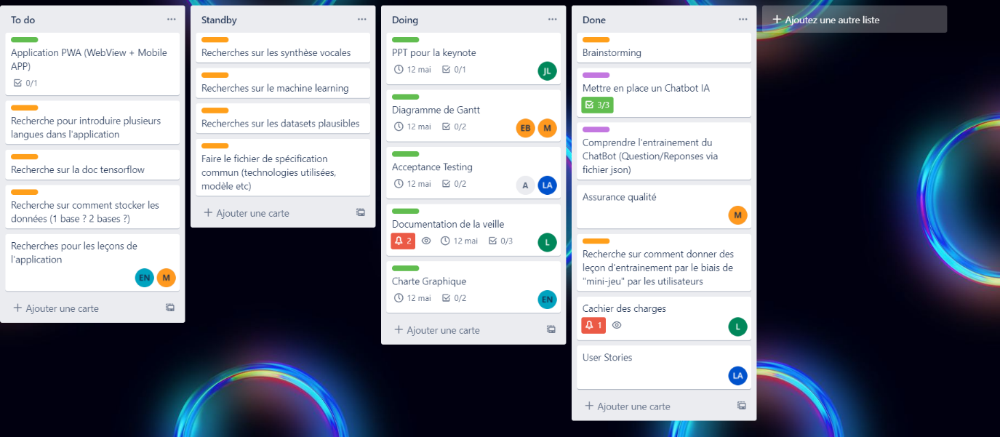 To do
Application PWA (WebView + Mobile
APP)
0/1
Recherche pour introduire plusieurs
langues dans l'application
Recherche sur la doc tensorflow
Recherche sur comment stocker les
données (1 base ? 2 bases ?)
Recherches pour les leçons de
l'application
EN M
+ Ajouter une carte
Standby
Recherches sur les synthèse vocales
Recherches sur le machine learning
Recherches sur les datasets plausibles
Faire le fichier de spécification
commun (technologies utilisées,
modèle etc)
+ Ajouter une carte
Doing
PPT pour la keynote
12 mai 0/1 JL
Diagramme de Gantt
12 mai 0/2 EB M
Acceptance Testing
12 mai 0/2 A LA
Documentation de la veille
2 12 mai 0/3 L
Charte Graphique
12 mai 0/2 EN
+ Ajouter une carte
Done
Brainstorming
Mettre en place un Chatbot IA
3/3
Comprendre l'entrainement du
ChatBot (Question/Reponses via
fichier json)
Assurance qualité
M
Recherche sur comment donner des
leçon d'entrainement par le biais de
"mini-jeu" par les utilisateurs
Cachier des charges
1 L
User Stories
LA
+ Ajouter une carte
+ Ajoutez une autre liste